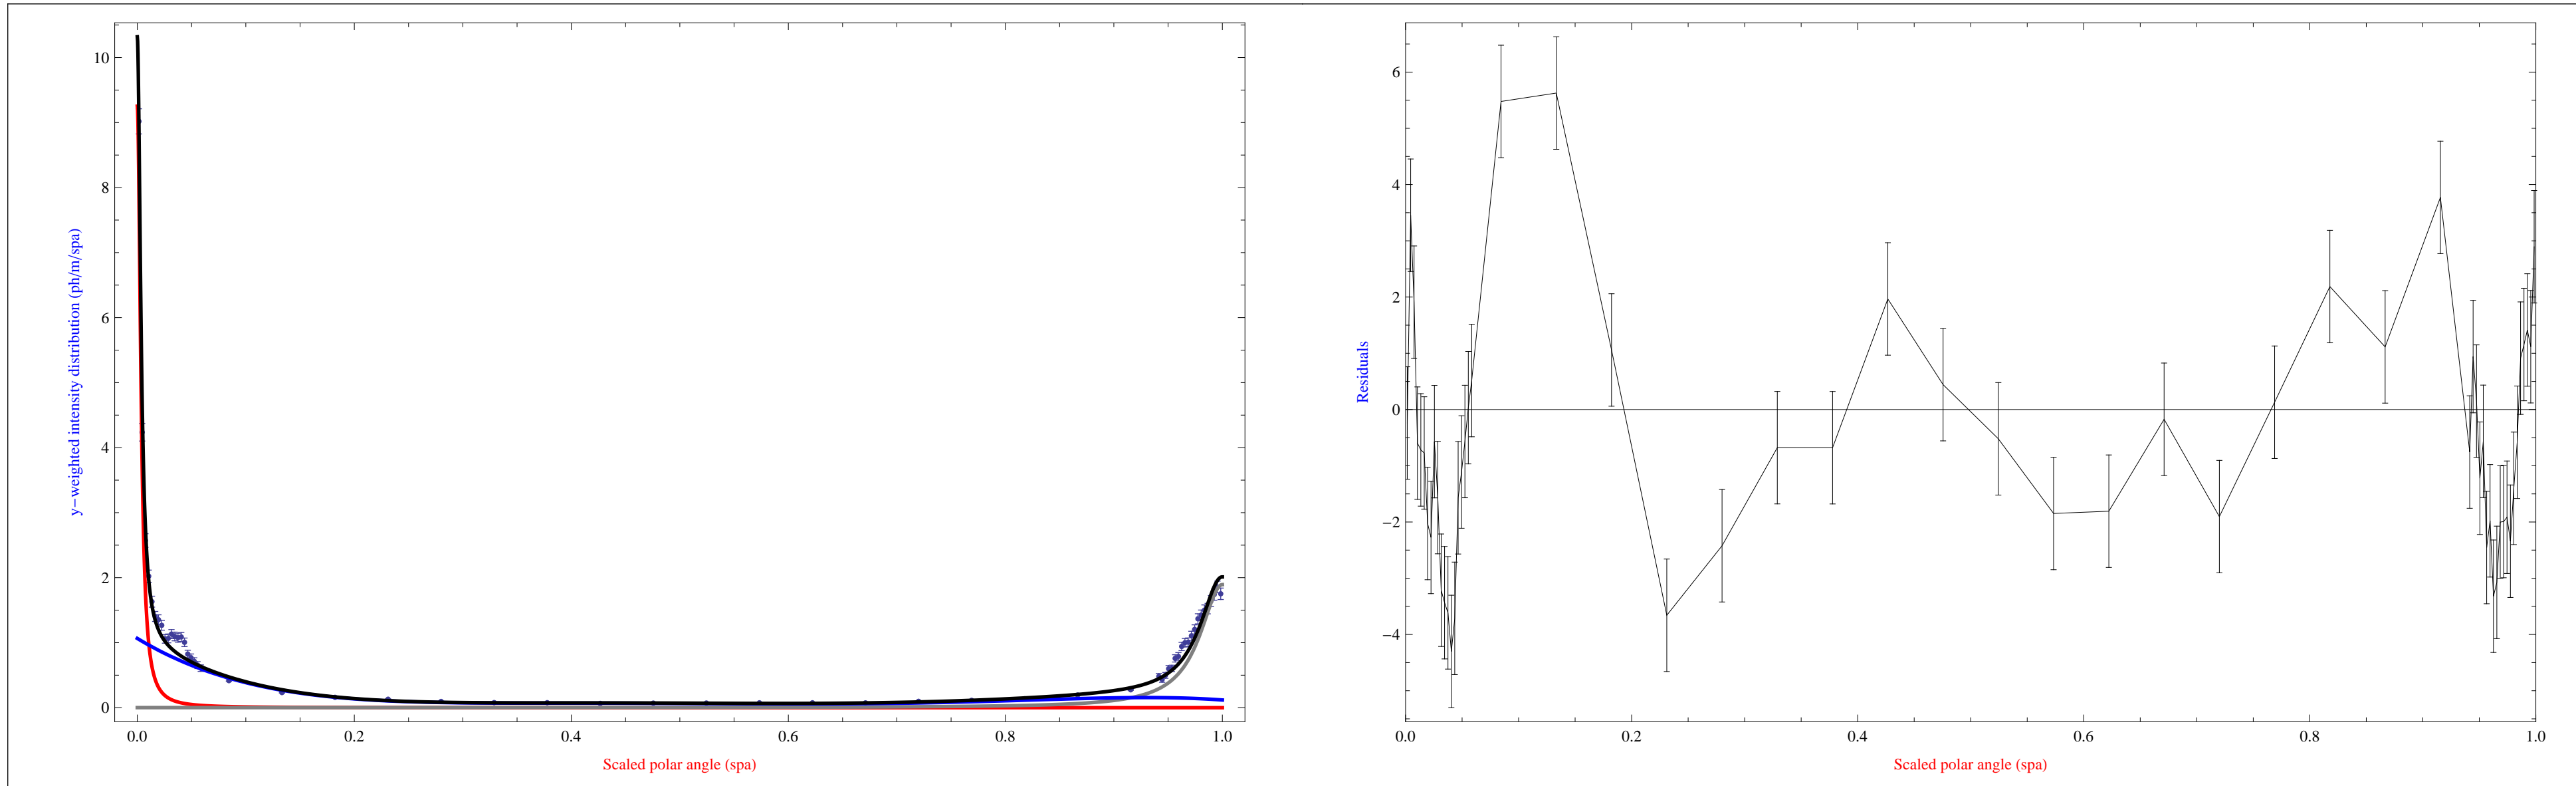 y−weighted intensity distribution (ph/m/spa)
10
8
6
4
2
0
0.0 0.2 0.4 0.6 0.8 1.0
Scaled polar angle (spa)
Residuals
6
4
2
0
−2
−4
0.0 0.2 0.4 0.6 0.8 1.0
Scaled polar angle (spa)